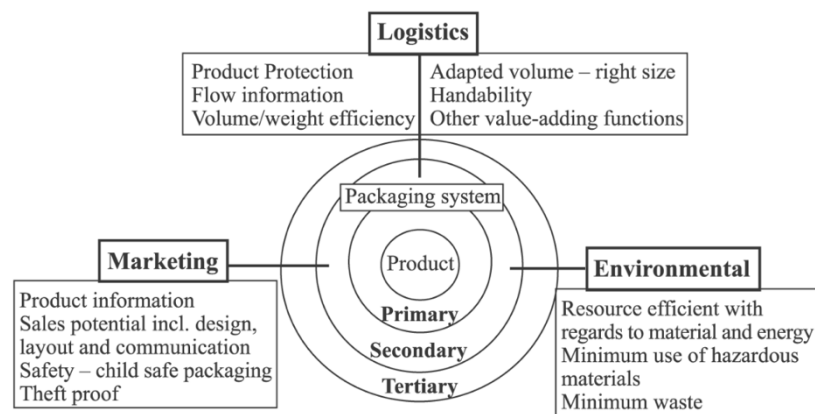 Logistics
Product Protection
Flow information
Volume/weight efficiency
Adapted volume – right size
Handability
Other value-adding functions
Packaging system
Product
Primary
Secondary
Tertiary
Marketing
Product information
Sales potential incl. design,
layout and communication
Safety – child safe packaging
Theft proof
Environmental
Resource efficient with
regards to material and energy
Minimum use of hazardous
materials
Minimum waste